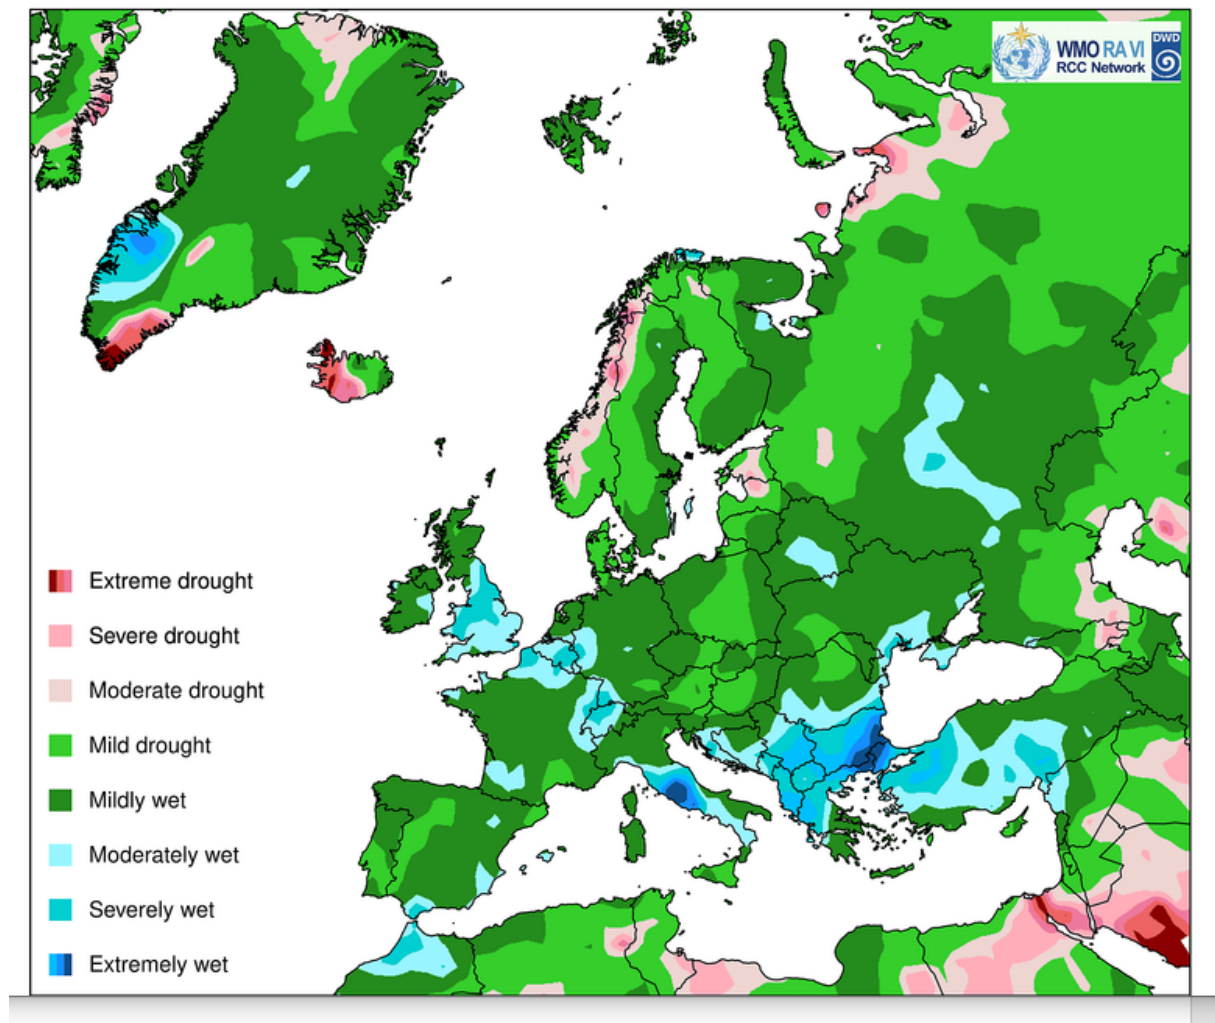 WMO RA VI
RCC Network
DWD
Extreme drought
Severe drought
Moderate drought
Mild drought
Mildly wet
Moderately wet
Severely wet
Extremely wet